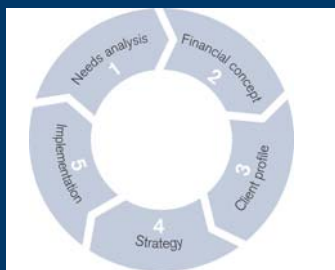 Needs analysis
1
Financial concept
2
Client profile
3
Strategy
4
Implementation
5